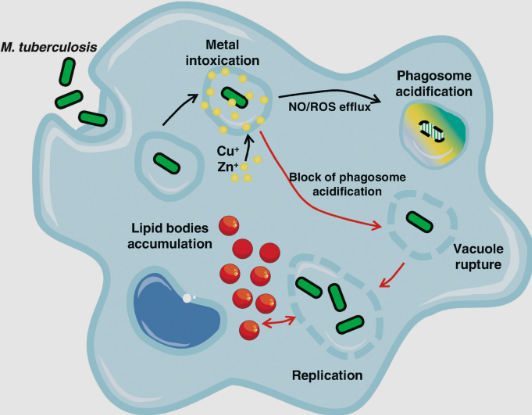 M. tuberculosis
Metal
intoxication
NO/ROS efflux
Phagosome
acidification
Cu⁺
Zn⁺
Block of phagosome
acidification
Lipid bodies
accumulation
Vacuole
rupture
Replication